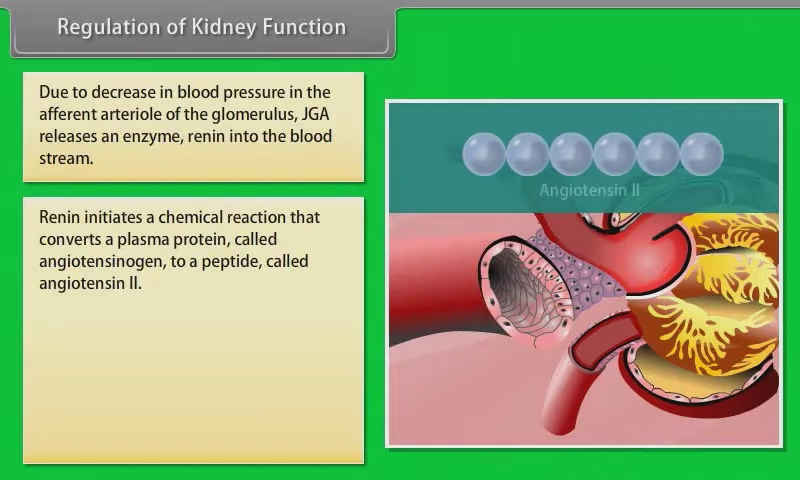 Regulation of Kidney Function
Due to decrease in blood pressure in the
afferent arteriole of the glomerulus, JGA
releases an enzyme, renin into the blood
stream.
Renin initiates a chemical reaction that
converts a plasma protein, called
angiotensinogen, to a peptide, called
angiotensin II.
Angiotensin II